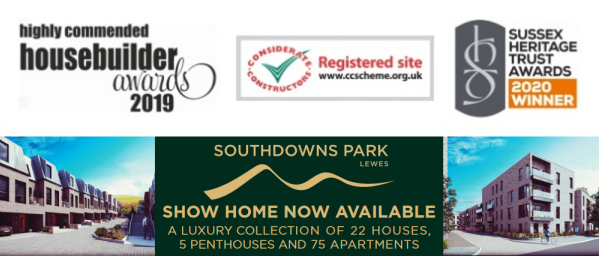 highly commended
housebuilder
awards
2019
CONSIDERATE
CONSTRUCTORS
Registered site
www.ccscheme.org.uk
SUSSEX
HERITAGE
TRUST
AWARDS
2020
WINNER
SOUTHDOWNS PARK
LEWES
SHOW HOME NOW AVAILABLE
A LUXURY COLLECTION OF 22 HOUSES,
5 PENTHOUSES AND 75 APARTMENTS